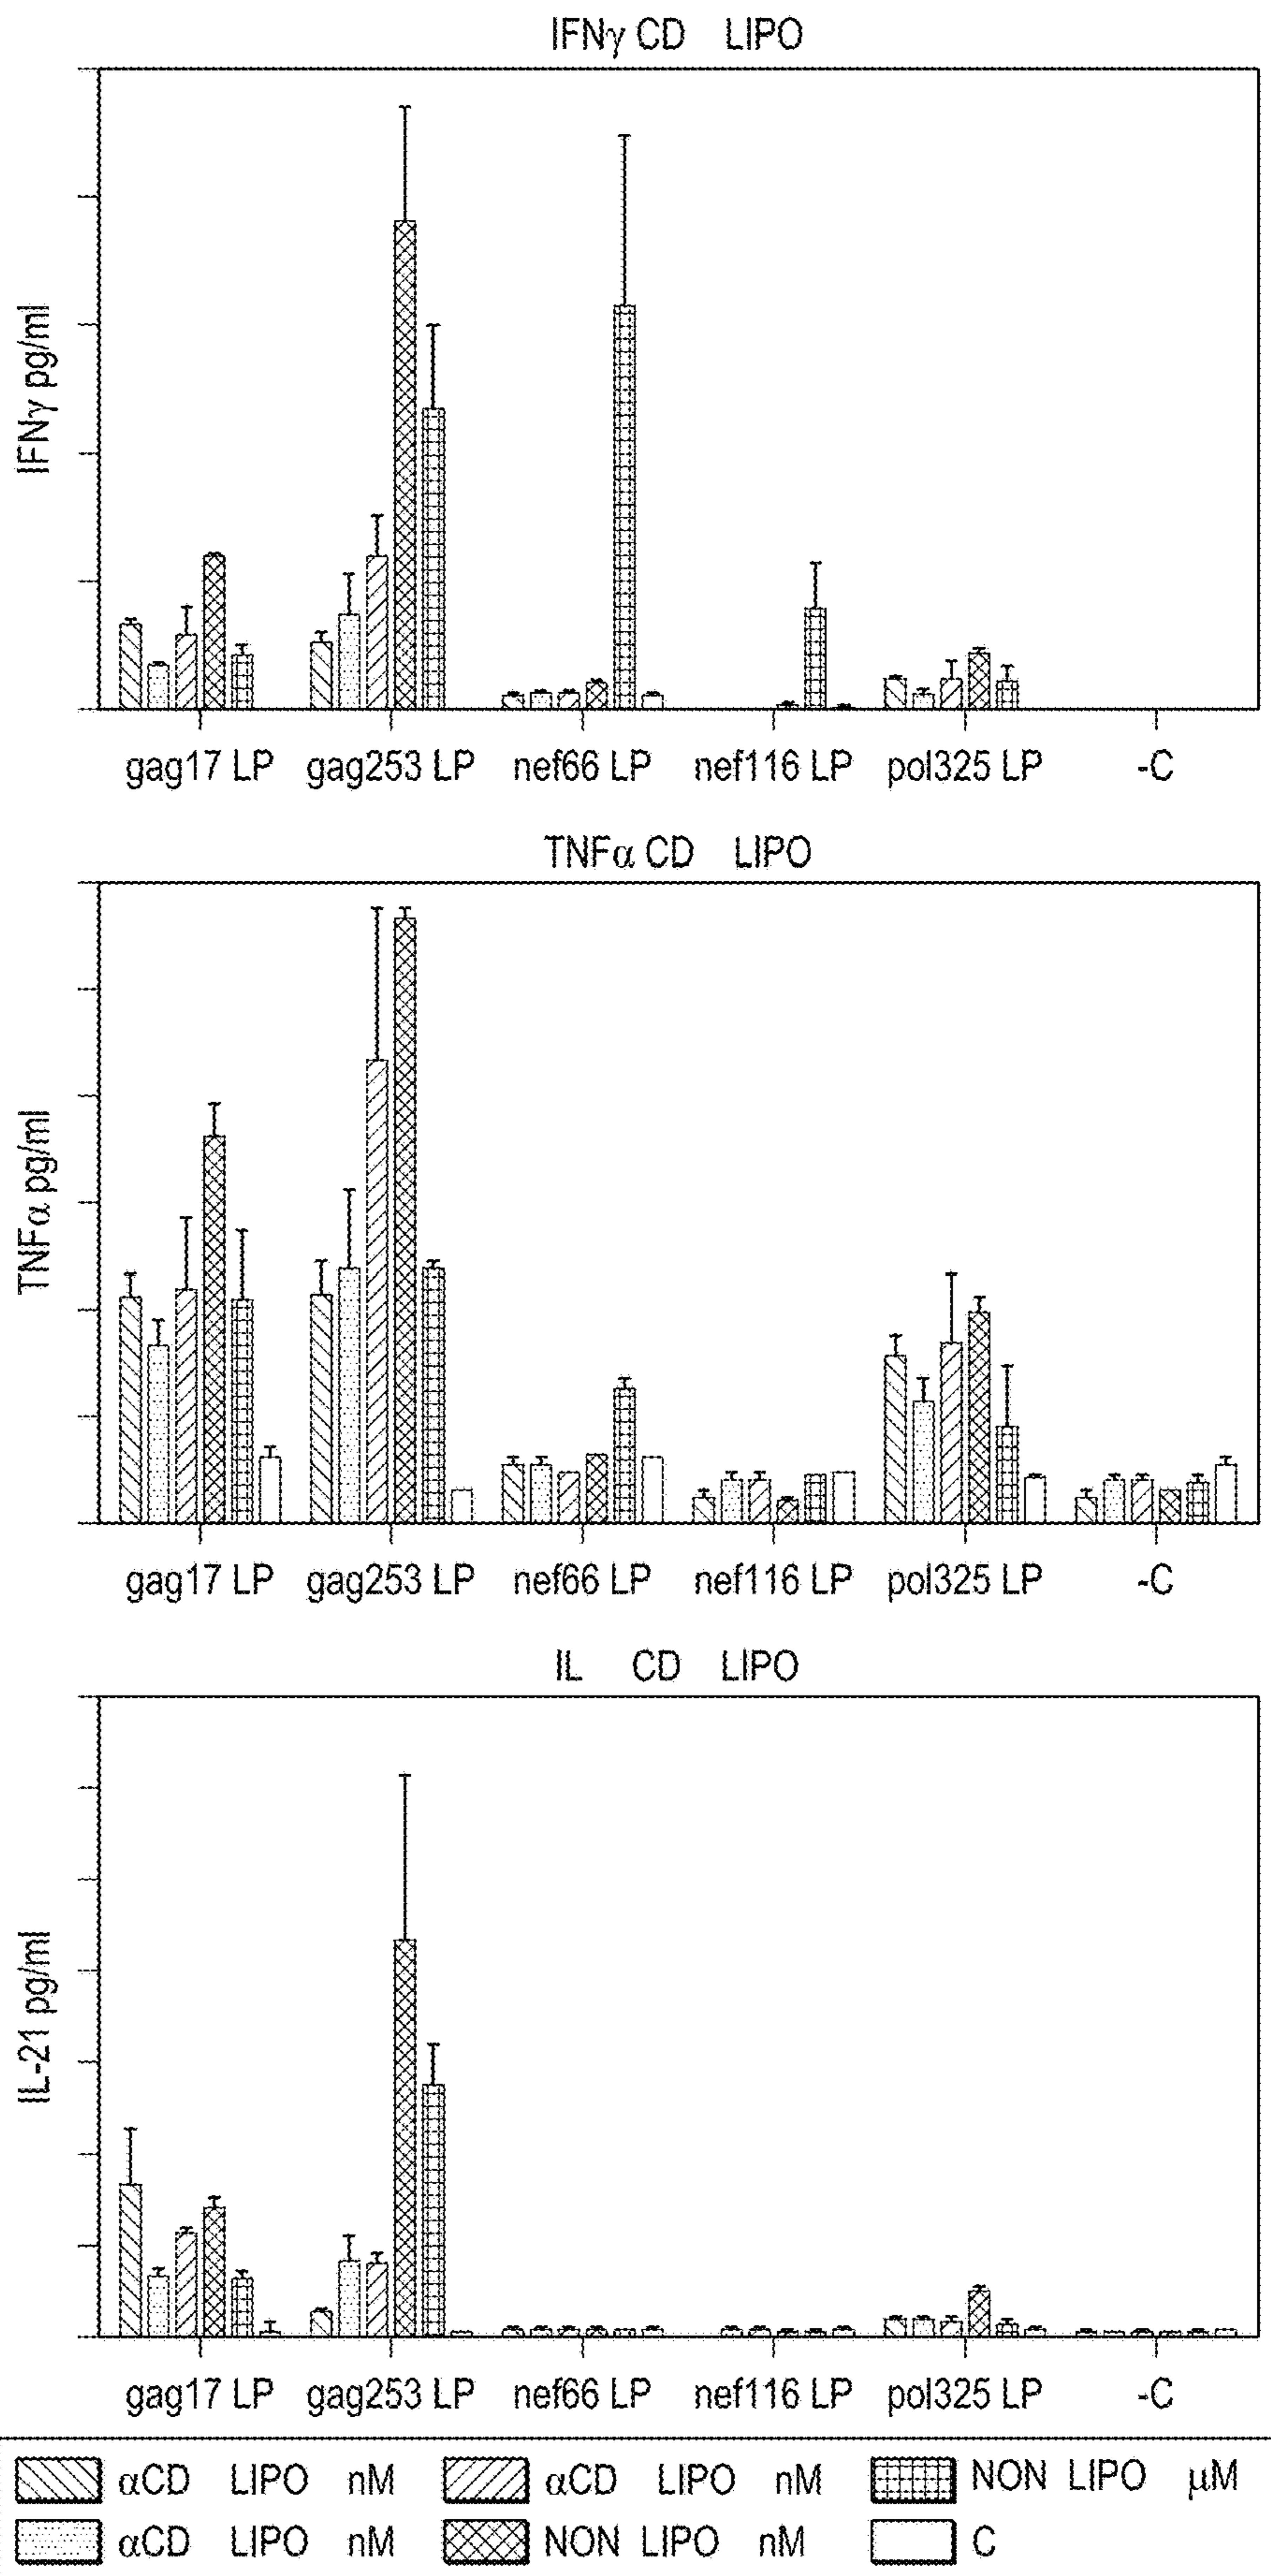 IFNγ CD LIPO
IFNγ pg/ml
gag17 LP gag253 LP nef66 LP nef116 LP pol325 LP -C
TNFα CD LIPO
TNFα pg/ml
gag17 LP gag253 LP nef66 LP nef116 LP pol325 LP -C
IL CD LIPO
IL-21 pg/ml
gag17 LP gag253 LP nef66 LP nef116 LP pol325 LP -C
αCD LIPO nM αCD LIPO nM NON LIPO μM
αCD LIPO nM NON LIPO nM C